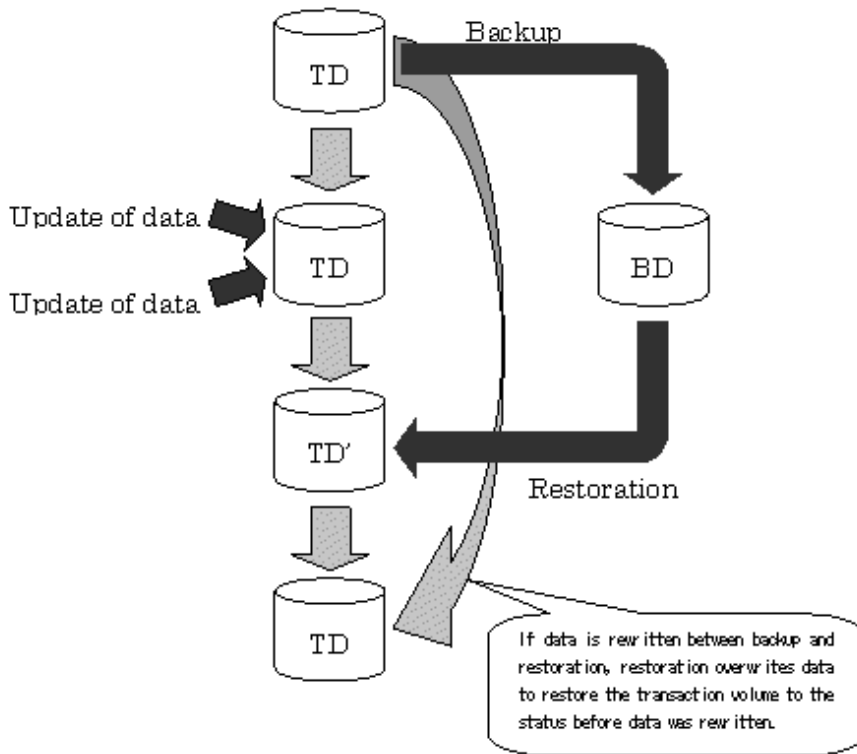 Backup
TD
Update of data
TD
BD
Update of data
TD'
Restoration
TD
If data is rewritten between backup and
restoration, restoration overwrites data
to restore the transaction volume to the
status before data was rewritten.